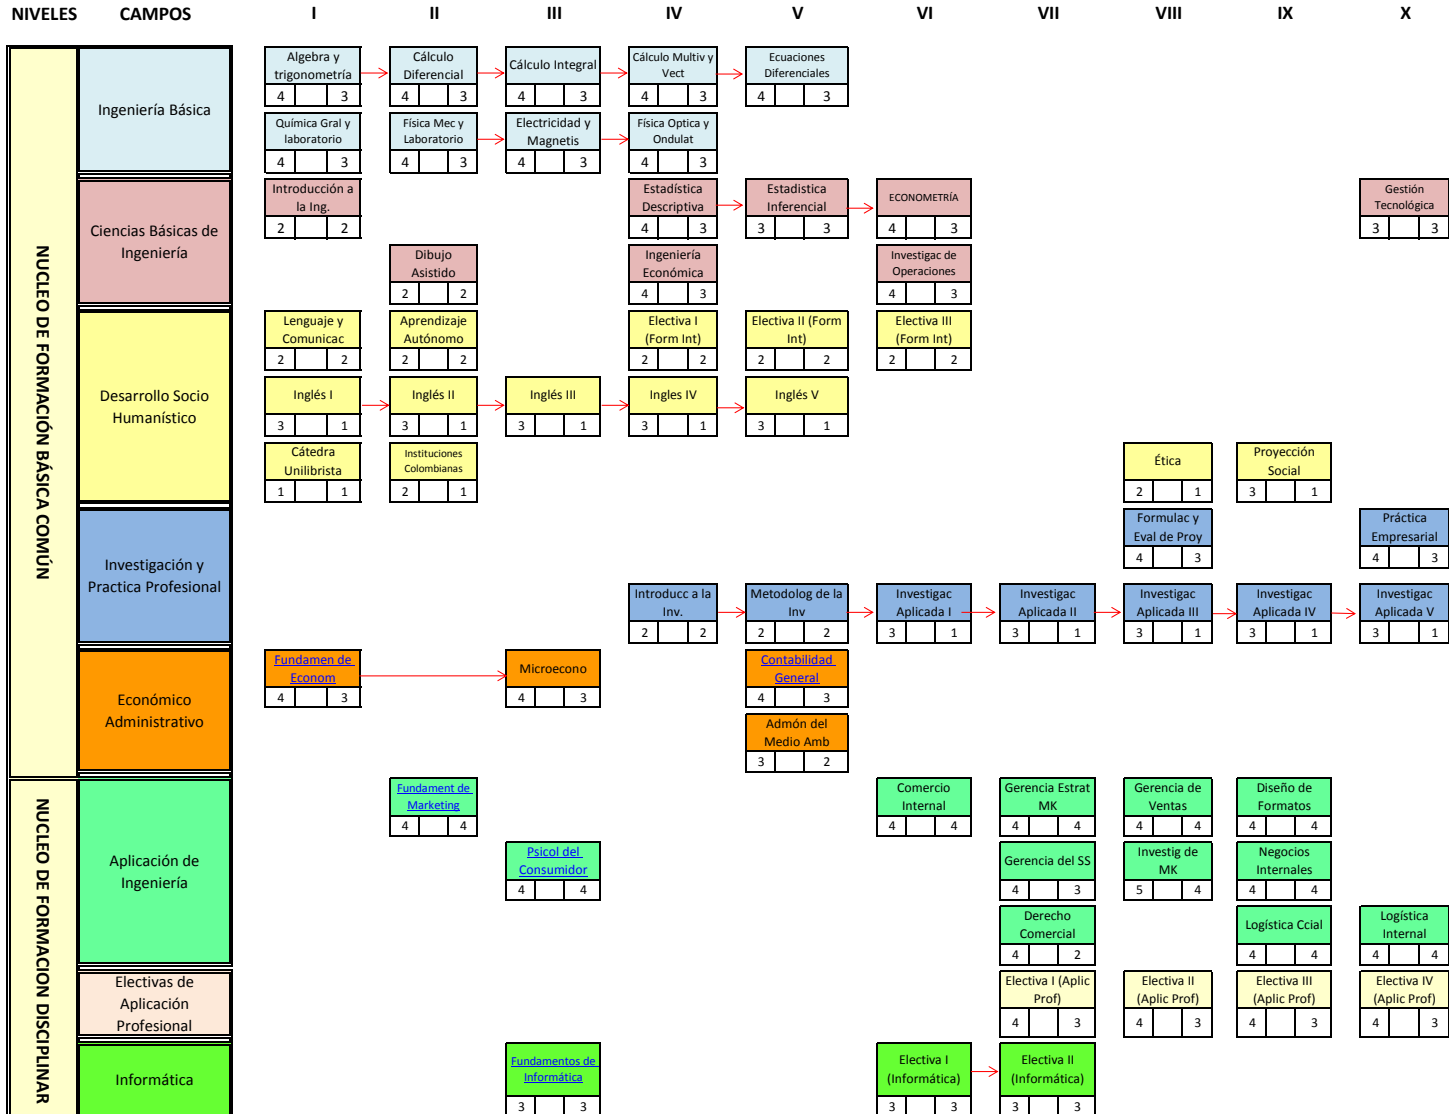 NIVELES CAMPOS I II III IV V VI VII VIII IX X
NUCLEO DE FORMACIÓN BÁSICA COMÚN
Ingeniería Básica
Algebra y Cálculo Cálculo Integral Cálculo Multiv y Ecuaciones
trigonometría Diferencial Vect Diferenciales
4 3 4 3 4 3 4 3 4 3
Química Gral y Física Mec y Electricidad y Física Optica y
laboratorio Laboratorio Magnetis Ondulat
4 3 4 3 4 3 4 3
Ciencias Básicas de
Ingeniería
Introducción a Estadística Estadistica ECONOMETRÍA Gestión
la Ing. Descriptiva Inferencial Tecnológica
2 2 4 3 3 3 4 3 3 3
Dibujo Ingeniería Investigac de
Asistido Económica Operaciones
2 2 4 3 4 3
Desarrollo Socio
Humanístico
Lenguaje y Aprendizaje Electiva I Electiva II (Form Electiva III
Comunicac Autónomo (Form Int) Int) (Form Int)
2 2 2 2 2 2 2 2 2 2
Inglés I Inglés II Inglés III Ingles IV Inglés V
3 1 3 1 3 1 3 1 3 1
Cátedra Instituciones Ética Proyección
Unilibrista Colombianas Social
1 1 2 1 2 1 3 1
Investigación y
Practica Profesional
Formulac y Práctica
Eval de Proy Empresarial
4 3 4 3
Introducc a la Metodolog de la Investigac Investigac Investigac Investigac Investigac
Inv. Inv Aplicada I Aplicada II Aplicada III Aplicada IV Aplicada V
2 2 2 2 3 1 3 1 3 1 3 1 3 1
Económico
Administrativo
Fundamen de Microecono Contabilidad
Econom General
4 3 4 3 4 3
Admón del
Medio Amb
3 2
NUCLEO DE FORMACION DISCIPLINAR
Aplicación de
Ingeniería
Fundament de Comercio Gerencia Estrat Gerencia de Diseño de
Marketing Internal MK Ventas Formatos
4 4 4 4 4 4 4 4 4 4
Psicol del Gerencia del SS Investig de Negocios
Consumidor MK Internales
4 4 4 3 5 4 4 4
Derecho Logística Ccial Logística
Comercial Internal
4 2 4 4 4 4
Electivas de
Aplicación
Profesional
Electiva I (Aplic Electiva II Electiva III Electiva IV
Prof) (Aplic Prof) (Aplic Prof) (Aplic Prof)
4 3 4 3 4 3 4 3
Informática
Fundamentos de Electiva I Electiva II
Informática (Informática) (Informática)
3 3 3 3 3 3